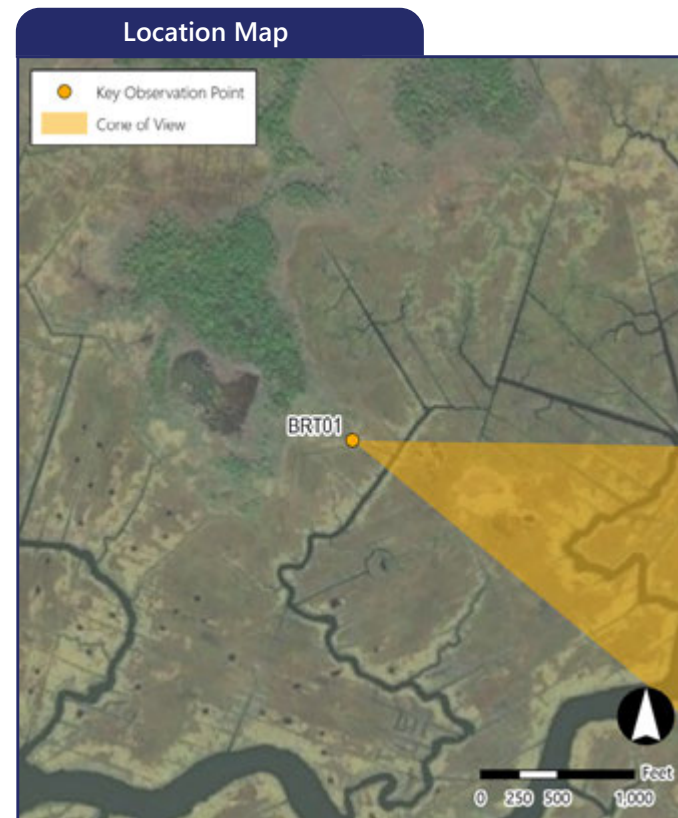 Location Map
Key Observation Point
Cone of View
BRT01
Feet
0 250 500 1,000